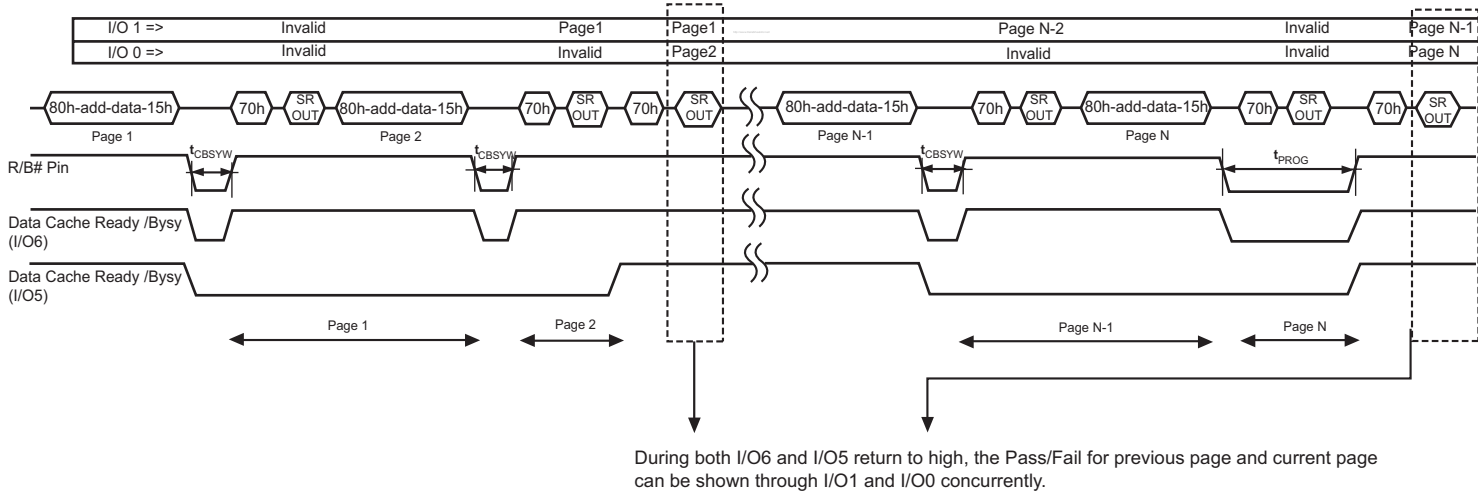 I/O 1 => Invalid Page1 Page1 Page N-2 Invalid Page N-1
I/O 0 => Invalid Invalid Page2 Invalid Invalid Page N
80h-add-data-15h 70h SR OUT 80h-add-data-15h 70h SR OUT 70h SR OUT 80h-add-data-15h 70h SR OUT 80h-add-data-15h 70h SR OUT 70h SR OUT
Page 1 Page 2 Page N-1 Page N
R/B# Pin tCBSYW tCBSYW tCBSYW tPROG
Data Cache Ready /Bysy
(I/O6)
Data Cache Ready /Bysy
(I/O5)
Page 1 Page 2 Page N-1 Page N
During both I/O6 and I/O5 return to high, the Pass/Fail for previous page and current page
can be shown through I/O1 and I/O0 concurrently.